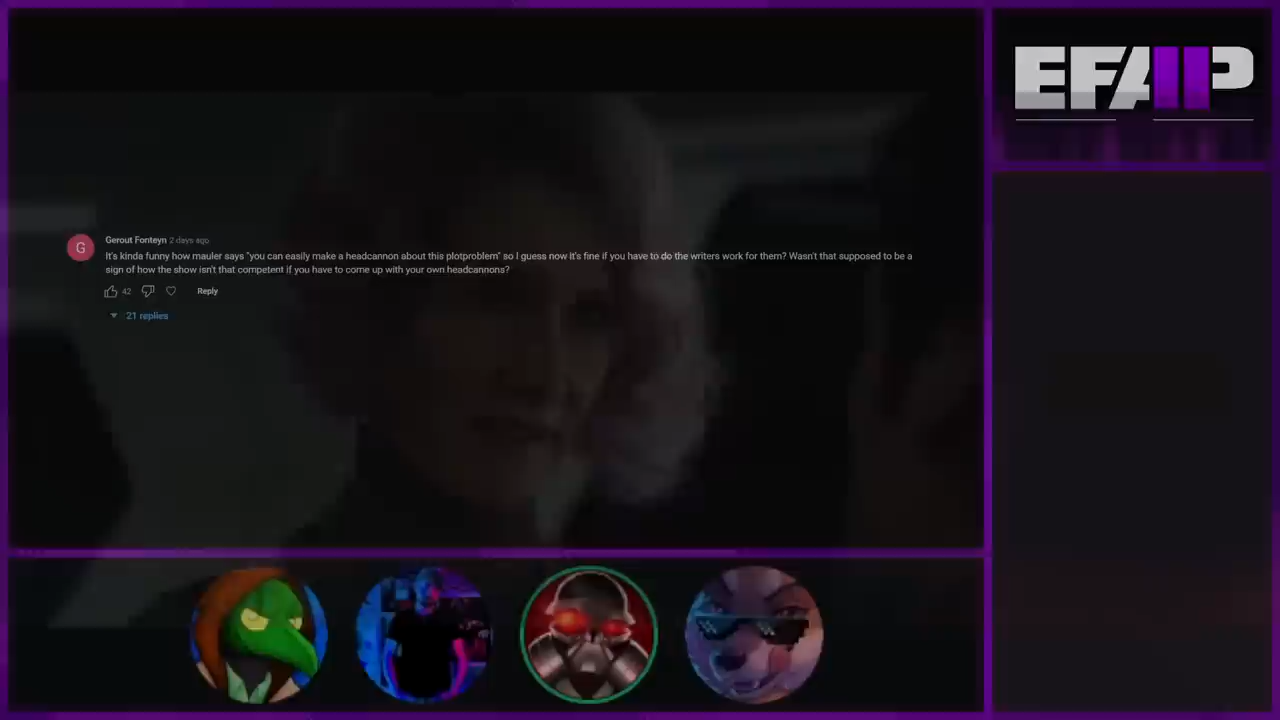 EFAP
Gerout Fonteyn 2 days ago
It's kinda funny how mauler says "you can easily make a headcannon about this plotproblem" so I guess now it's fine if you have to do the writers work for them? Wasn't that supposed to be a
sign of how the show isn't that competent if you have to come up with your own headcannons?
42 Reply
21 replies
G